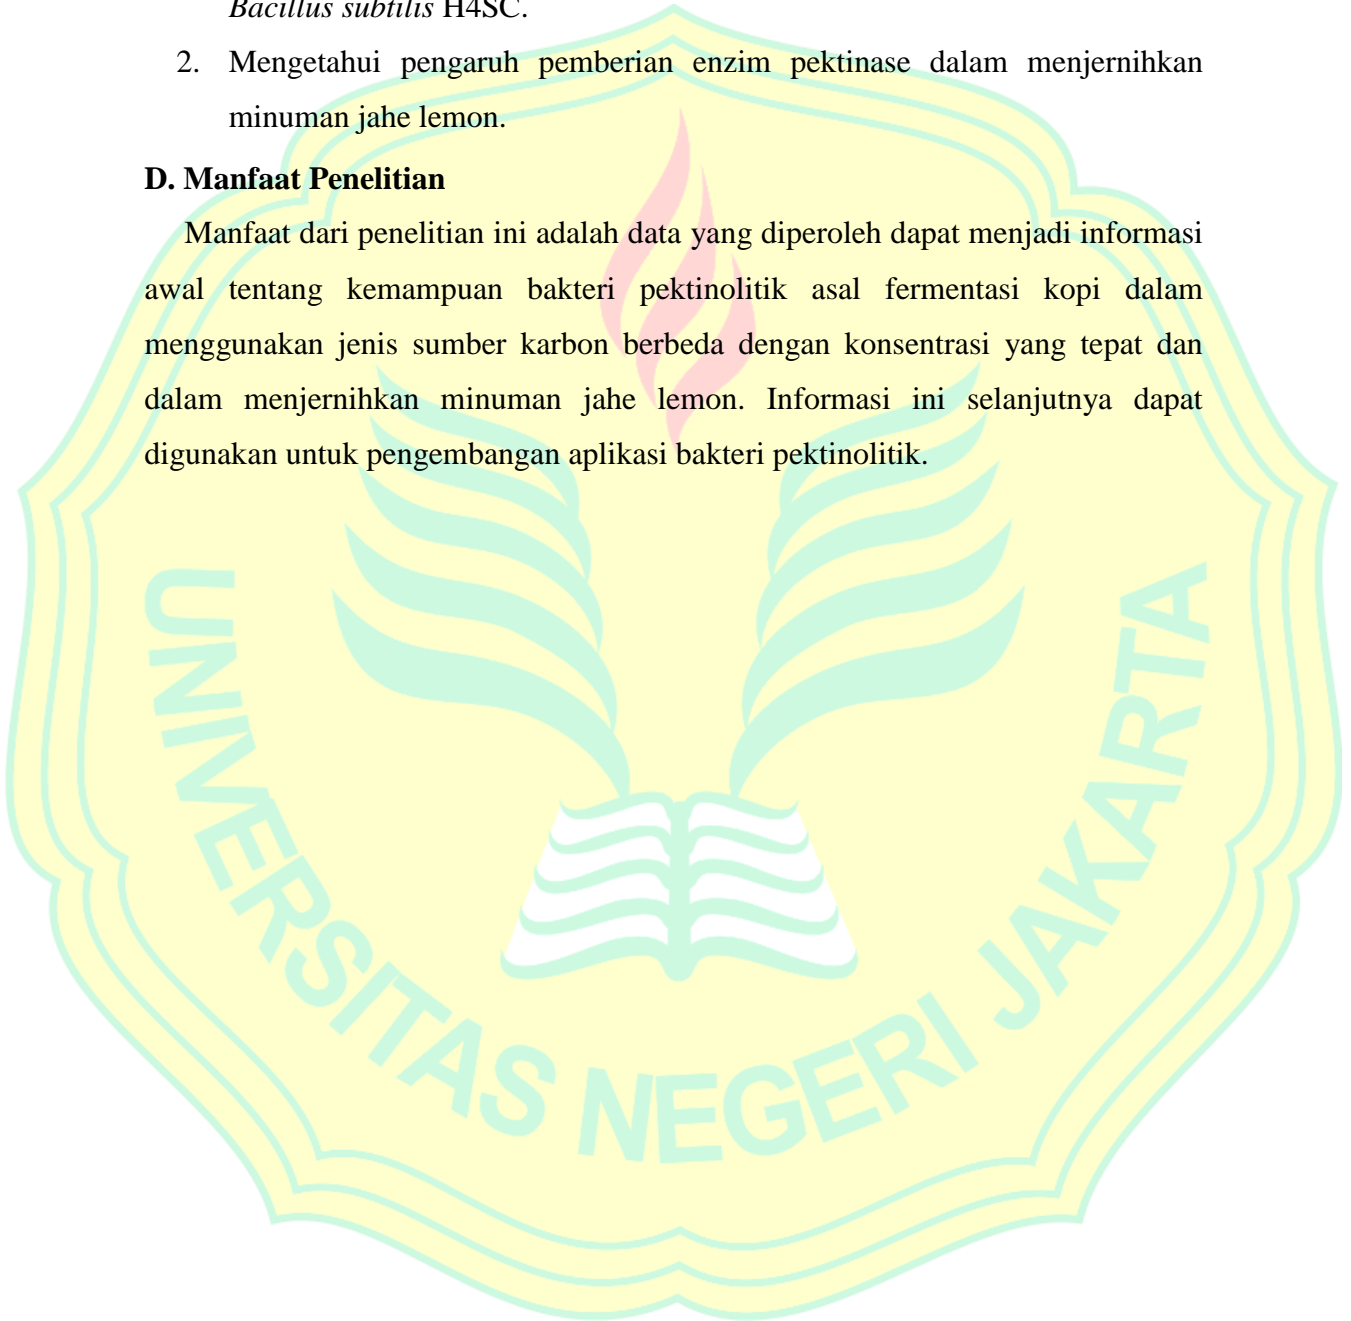 Bacillus subtilis H4SC.
2. Mengetahui pengaruh pemberian enzim pektinase dalam menjernihkan
minuman jahe lemon.
D. Manfaat Penelitian
Manfaat dari penelitian ini adalah data yang diperoleh dapat menjadi informasi
awal tentang kemampuan bakteri pektinolitik asal fermentasi kopi dalam
menggunakan jenis sumber karbon berbeda dengan konsentrasi yang tepat dan
dalam menjernihkan minuman jahe lemon. Informasi ini selanjutnya dapat
digunakan untuk pengembangan aplikasi bakteri pektinolitik.
UNIVERSITAS NEGERI JAKARTA